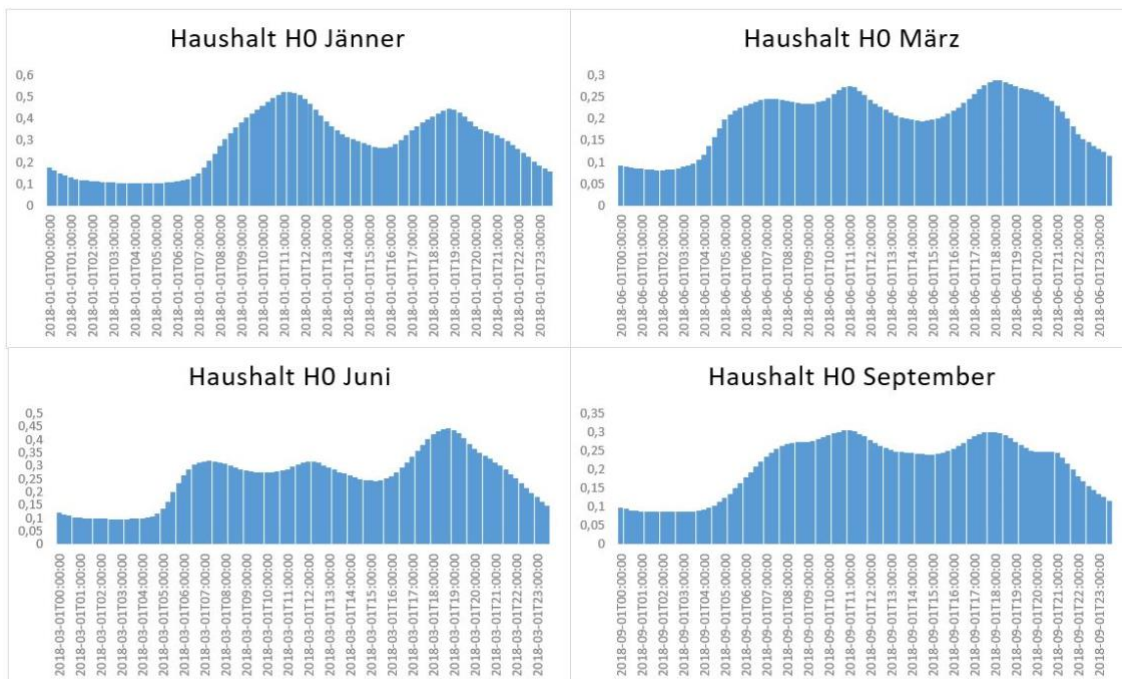 Haushalt H0 Jänner
0,6
0,5
0,4
0,3
0,2
0,1
0
2018-01-01T00:00:00
2018-01-01T01:00:00
2018-01-01T02:00:00
2018-01-01T03:00:00
2018-01-01T04:00:00
2018-01-01T05:00:00
2018-01-01T06:00:00
2018-01-01T07:00:00
2018-01-01T08:00:00
2018-01-01T09:00:00
2018-01-01T10:00:00
2018-01-01T11:00:00
2018-01-01T12:00:00
2018-01-01T13:00:00
2018-01-01T14:00:00
2018-01-01T15:00:00
2018-01-01T16:00:00
2018-01-01T17:00:00
2018-01-01T18:00:00
2018-01-01T19:00:00
2018-01-01T20:00:00
2018-01-01T21:00:00
2018-01-01T22:00:00
2018-01-01T23:00:00
Haushalt H0 März
0,3
0,25
0,2
0,15
0,1
0,05
0
2018-06-01T00:00:00
2018-06-01T01:00:00
2018-06-01T02:00:00
2018-06-01T03:00:00
2018-06-01T04:00:00
2018-06-01T05:00:00
2018-06-01T06:00:00
2018-06-01T07:00:00
2018-06-01T08:00:00
2018-06-01T09:00:00
2018-06-01T10:00:00
2018-06-01T11:00:00
2018-06-01T12:00:00
2018-06-01T13:00:00
2018-06-01T14:00:00
2018-06-01T15:00:00
2018-06-01T16:00:00
2018-06-01T17:00:00
2018-06-01T18:00:00
2018-06-01T19:00:00
2018-06-01T20:00:00
2018-06-01T21:00:00
2018-06-01T22:00:00
2018-06-01T23:00:00
Haushalt H0 Juni
0,5
0,45
0,4
0,35
0,3
0,25
0,2
0,15
0,1
0,05
0
2018-03-01T00:00:00
2018-03-01T01:00:00
2018-03-01T02:00:00
2018-03-01T03:00:00
2018-03-01T04:00:00
2018-03-01T05:00:00
2018-03-01T06:00:00
2018-03-01T07:00:00
2018-03-01T08:00:00
2018-03-01T09:00:00
2018-03-01T10:00:00
2018-03-01T11:00:00
2018-03-01T12:00:00
2018-03-01T13:00:00
2018-03-01T14:00:00
2018-03-01T15:00:00
2018-03-01T16:00:00
2018-03-01T17:00:00
2018-03-01T18:00:00
2018-03-01T19:00:00
2018-03-01T20:00:00
2018-03-01T21:00:00
2018-03-01T22:00:00
2018-03-01T23:00:00
Haushalt H0 September
0,35
0,3
0,25
0,2
0,15
0,1
0,05
0
2018-09-01T00:00:00
2018-09-01T01:00:00
2018-09-01T02:00:00
2018-09-01T03:00:00
2018-09-01T04:00:00
2018-09-01T05:00:00
2018-09-01T06:00:00
2018-09-01T07:00:00
2018-09-01T08:00:00
2018-09-01T09:00:00
2018-09-01T10:00:00
2018-09-01T11:00:00
2018-09-01T12:00:00
2018-09-01T13:00:00
2018-09-01T14:00:00
2018-09-01T15:00:00
2018-09-01T16:00:00
2018-09-01T17:00:00
2018-09-01T18:00:00
2018-09-01T19:00:00
2018-09-01T20:00:00
2018-09-01T21:00:00
2018-09-01T22:00:00
2018-09-01T23:00:00